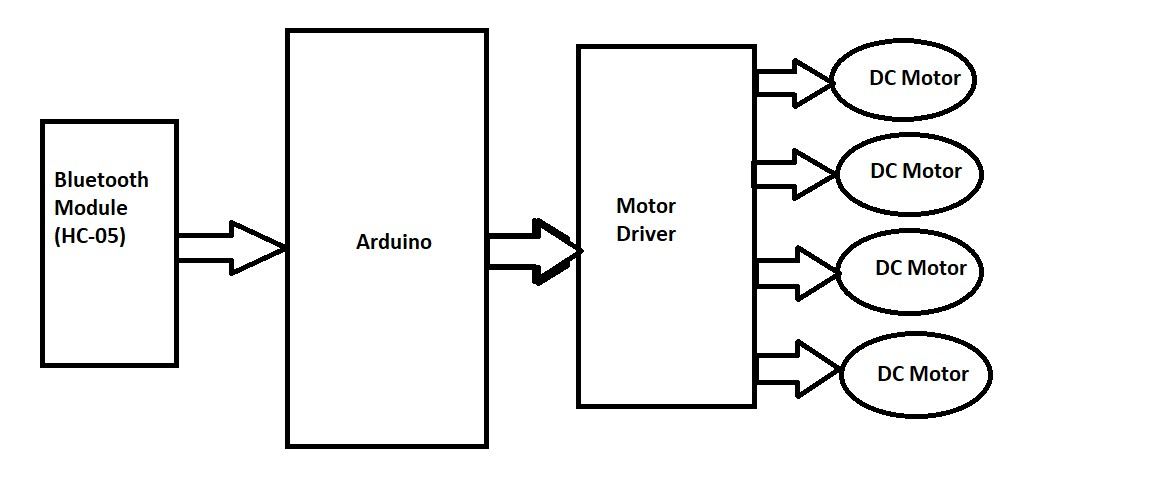 Bluetooth
Module
(HC-05)
Arduino
Motor
Driver
DC Motor
DC Motor
DC Motor
DC Motor